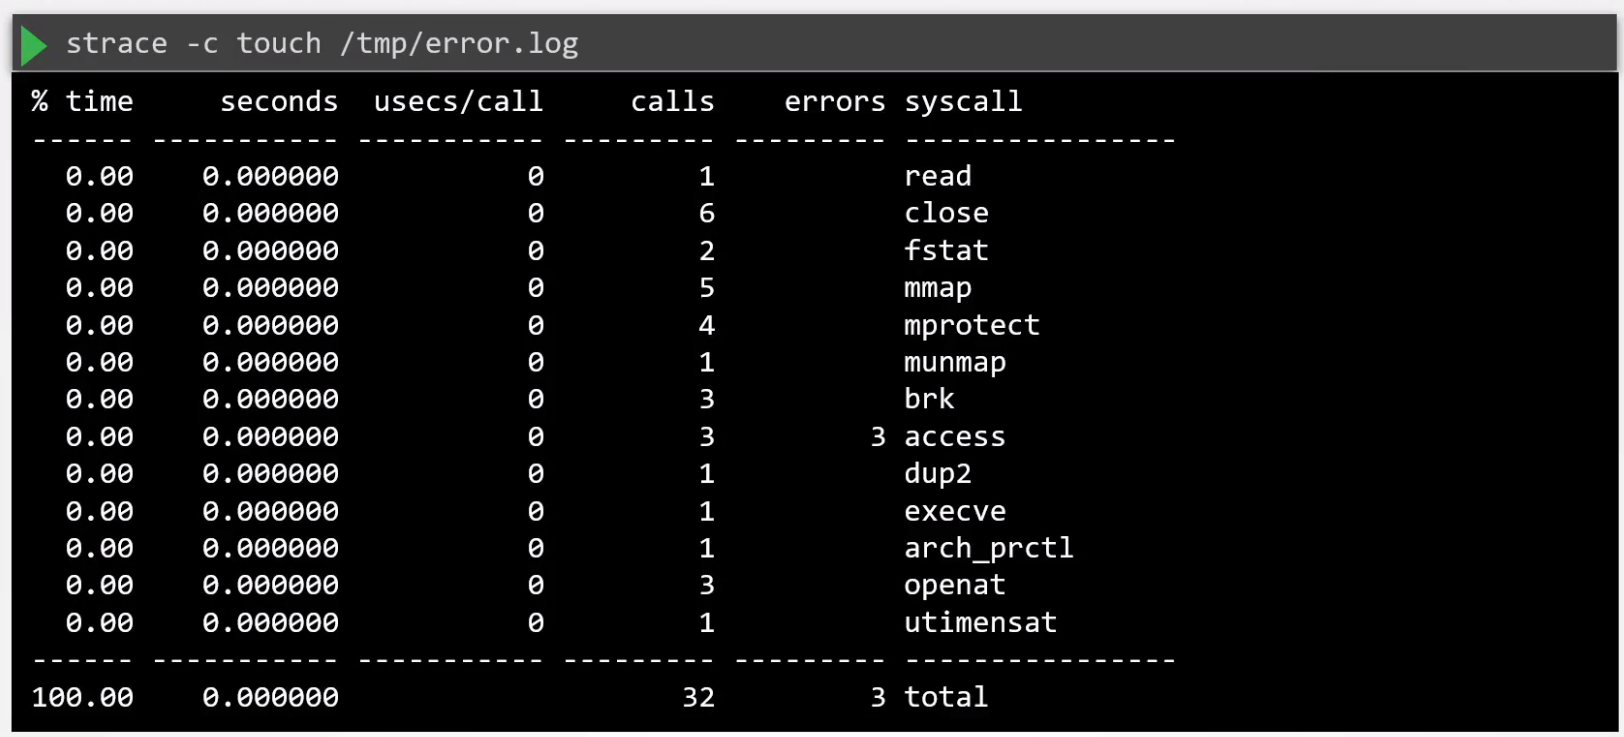 strace -c touch /tmp/error.log
% time     seconds  usecs/call     calls    errors syscall
------ ----------- ----------- --------- --------- ----------------
  0.00    0.000000           0         1           read
  0.00    0.000000           0         6           close
  0.00    0.000000           0         2           fstat
  0.00    0.000000           0         5           mmap
  0.00    0.000000           0         4           mprotect
  0.00    0.000000           0         1           munmap
  0.00    0.000000           0         3           brk
  0.00    0.000000           0         3         3 access
  0.00    0.000000           0         1           dup2
  0.00    0.000000           0         1           execve
  0.00    0.000000           0         1           arch_prctl
  0.00    0.000000           0         3           openat
  0.00    0.000000           0         1           utimensat
------ ----------- ----------- --------- --------- ----------------
100.00    0.000000                    32         3 total